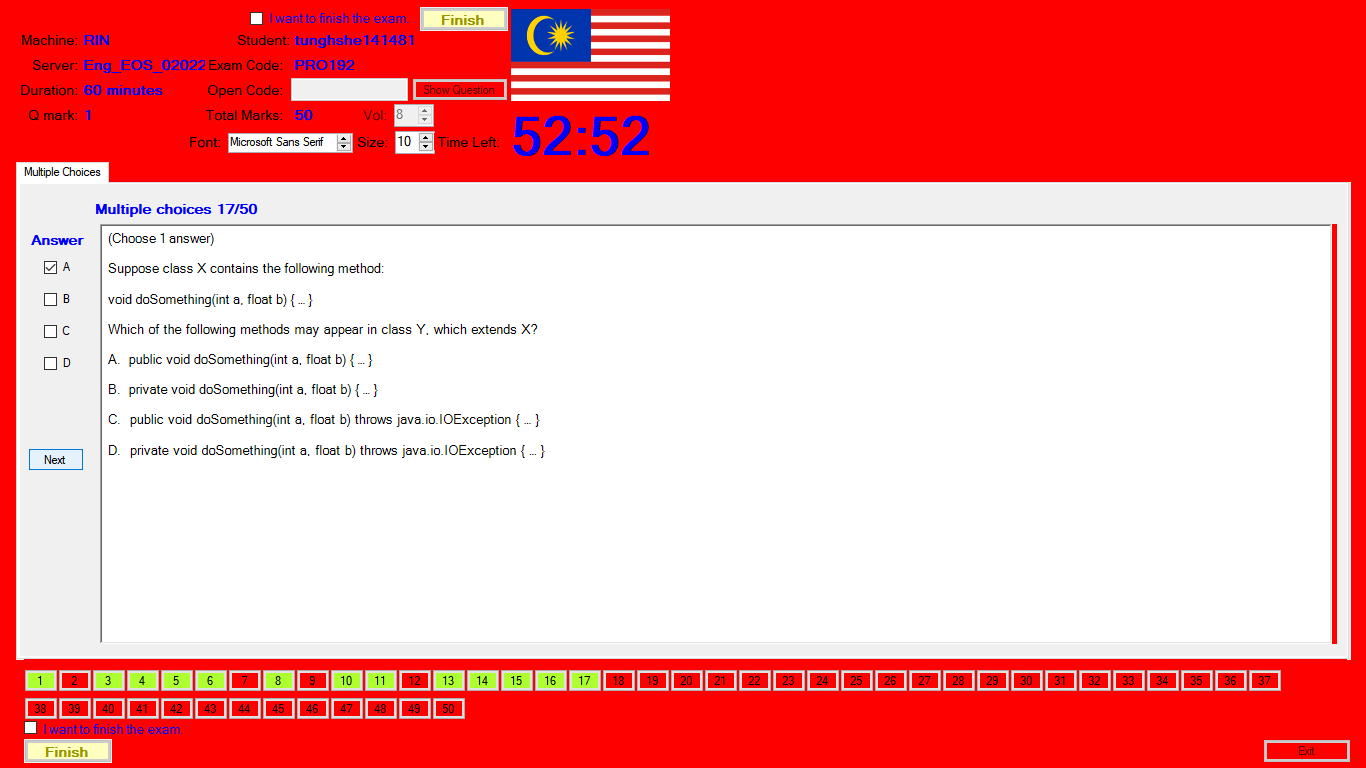 I want to finish the exam.
Finish
Machine: RIN
Student: tunghshe141481
Server: Eng_EOS_02022
Exam Code: PRO192
Duration: 60 minutes
Open Code:
Show Question
Q mark: 1
Total Marks: 50
Vol: 8
Font: Microsoft Sans Serif
Size: 10
Time Left: 52:52
Multiple Choices
Multiple choices 17/50
Answer
A
B
C
D
Next
(Choose 1 answer)
Suppose class X contains the following method:
void doSomething(int a, float b) { ... }
Which of the following methods may appear in class Y, which extends X?
A. public void doSomething(int a, float b) { ... }
B. private void doSomething(int a, float b) { ... }
C. public void doSomething(int a, float b) throws java.io.IOException { ... }
D. private void doSomething(int a, float b) throws java.io.IOException { ... }
1 2 3 4 5 6 7 8 9 10 11 12 13 14 15 16 17 18 19 20 21 22 23 24 25 26 27 28 29 30 31 32 33 34 35 36 37
38 39 40 41 42 43 44 45 46 47 48 49 50
I want to finish the exam.
Finish
Exit